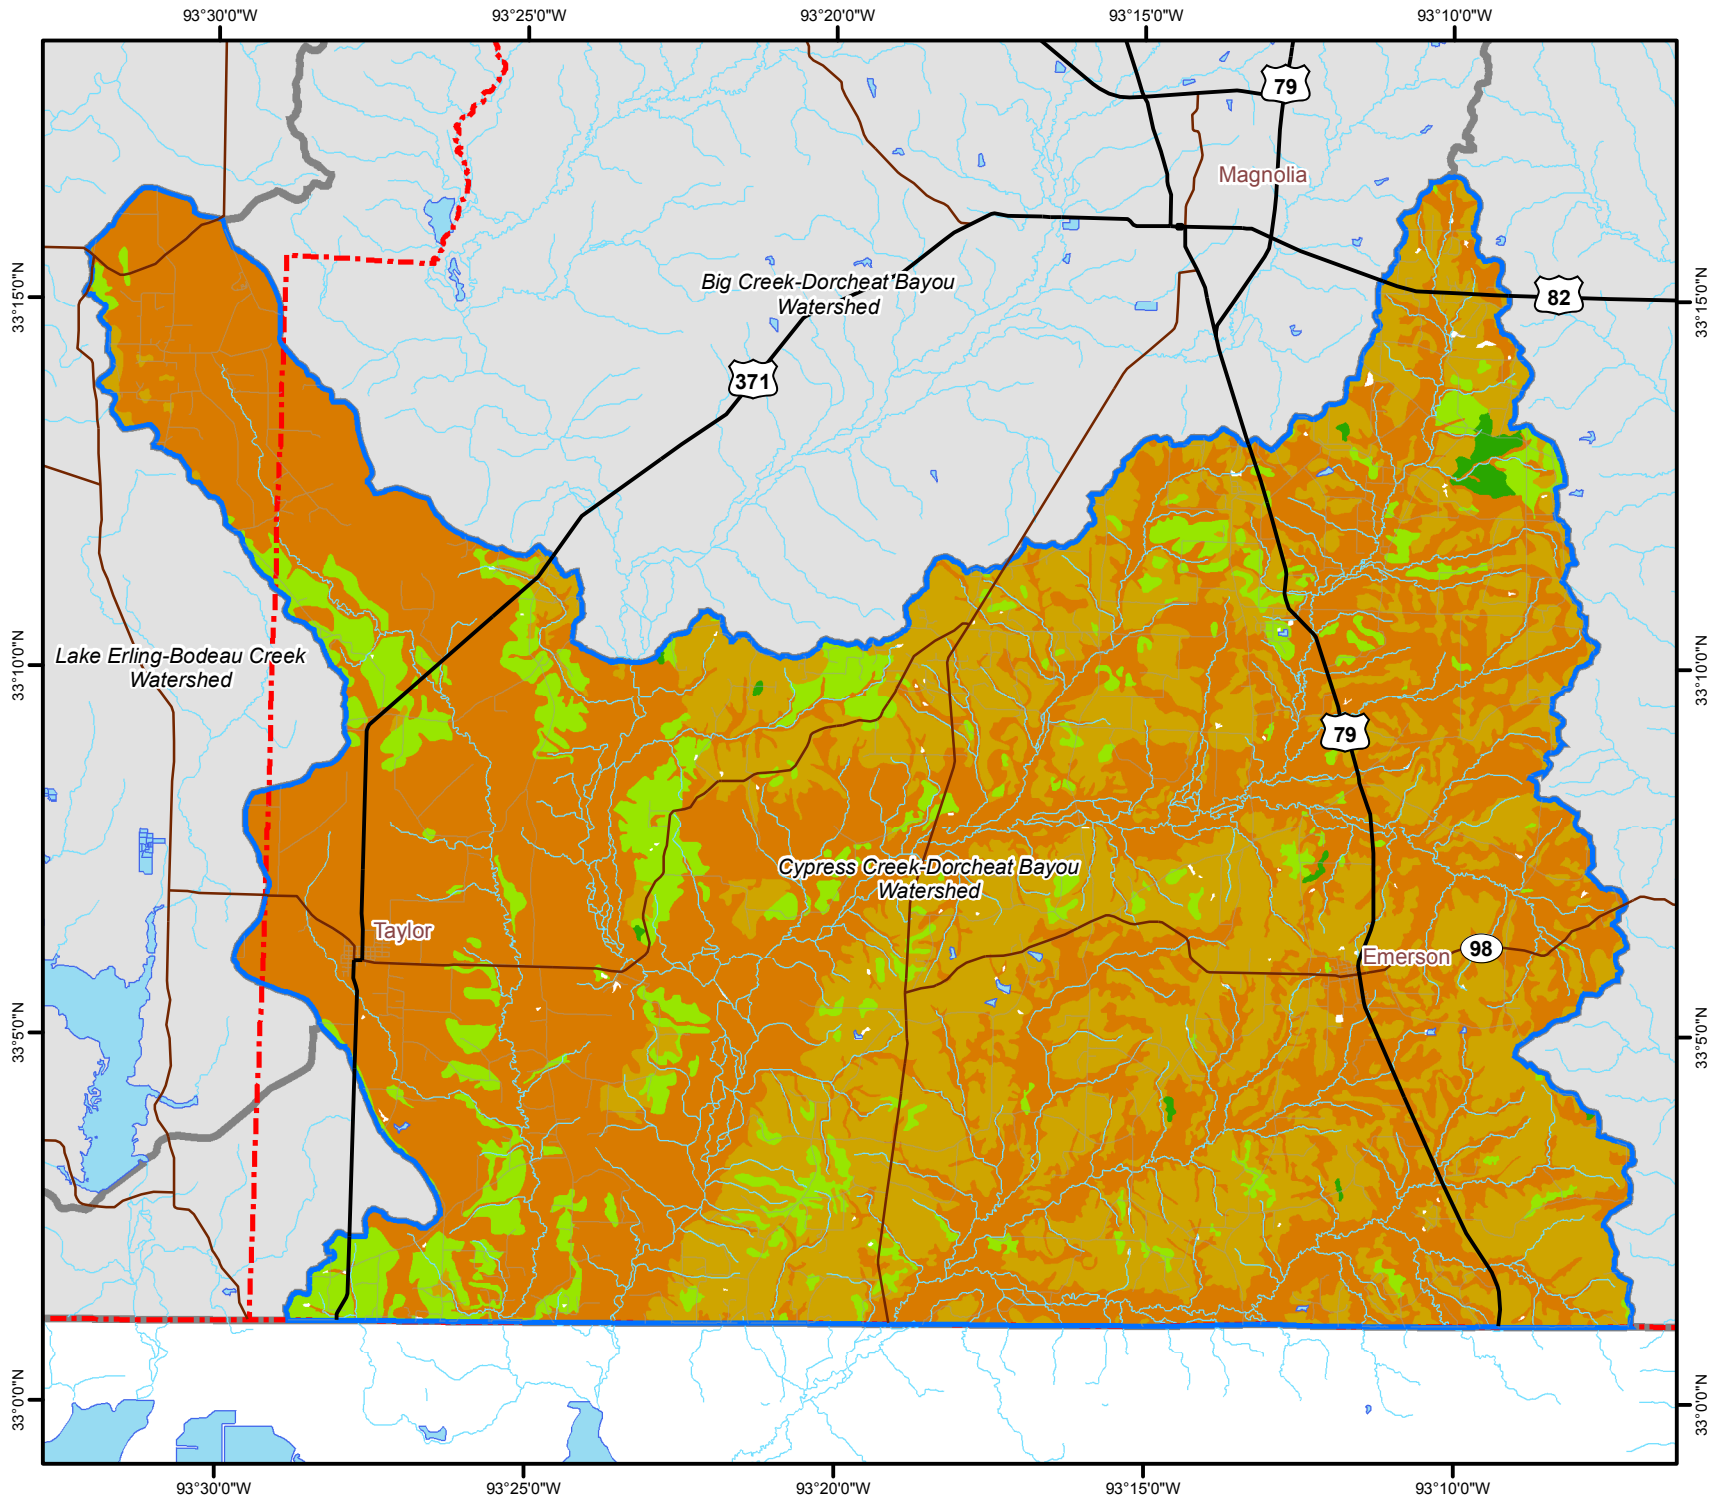 93°30'0"W
93°25'0"W
93°20'0"W
93°15'0"W
93°10'0"W
79
Magnolia
33°15'0"N
Big Creek-Dorcheat Bayou
Watershed
82
33°15'0"N
371
33°10'0"N
Lake Erling-Bodeau Creek
Watershed
33°10'0"N
79
Cypress Creek-Dorcheat Bayou
Watershed
Taylor
Emerson
98
33°5'0"N
33°5'0"N
33°0'0"N
33°0'0"N
93°30'0"W
93°25'0"W
93°20'0"W
93°15'0"W
93°10'0"W